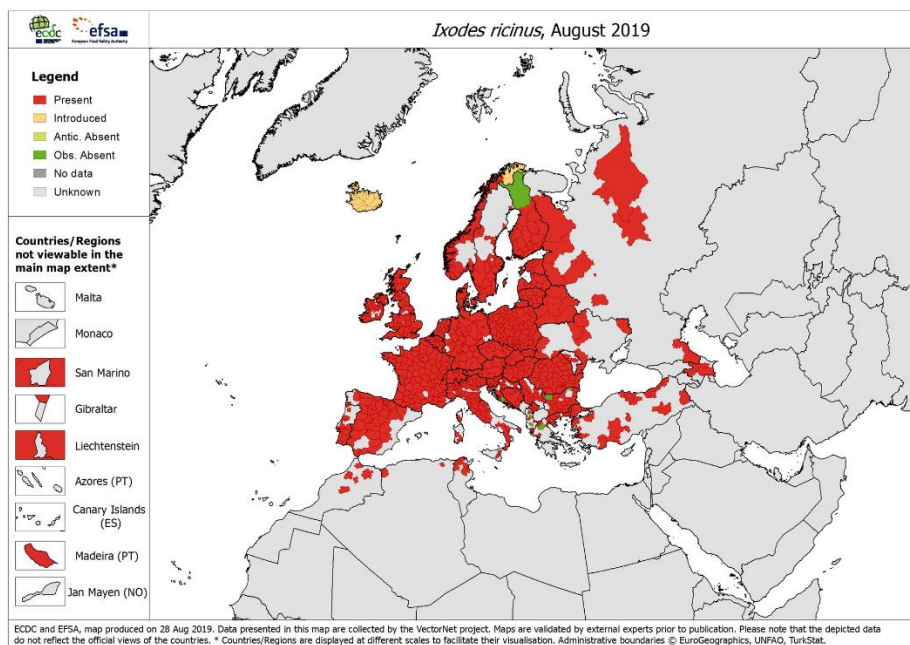 ecdc
efsa
European Food Safety Authority
Ixodes ricinus, August 2019
Legend
Present
Introduced
Antic. Absent
Obs. Absent
No data
Unknown
Countries/Regions
not viewable in the
main map extent*
Malta
Monaco
San Marino
Gibraltar
Liechtenstein
Azores (PT)
Canary Islands
(ES)
Madeira (PT)
Jan Mayen (NO)
ECDC and EFSA, map produced on 28 Aug 2019. Data presented in this map are collected by the VectorNet project. Maps are validated by external experts prior to publication. Please note that the depicted data
do not reflect the official views of the countries. * Countries/Regions are displayed at different scales to facilitate their visualisation. Administrative boundaries © EuroGeographics, UNFAO, TurkStat.